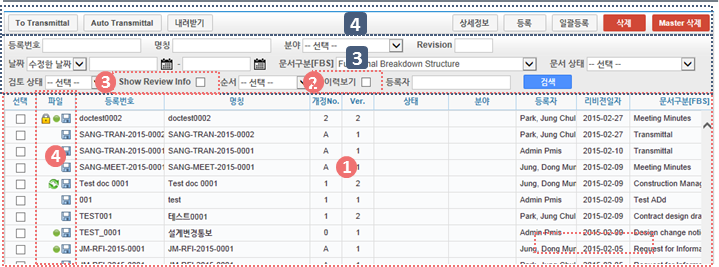 To Transmittal Auto Transmittal 내려받기 4 상세정보 등록 일괄등록 삭제 Master 삭제
등록번호 명칭 분야 -- 선택 -- Revision
날짜 수정한 날짜 - 3 문서구분[FBS] Functional Breakdown Structure 문서 상태 -- 선택 --
검토 상태 -- 선택 3 Show Review Info 순서 -- 선택 -- ? 이력보기 등록자 검색
선택 파일 등록번호 명칭 개정No. Ver. 상태 분야 등록자 리비전일자 문서구분[FBS]
doctest0002 doctest0002 2 2 Park, Jung Chul 2015-02-27 Meeting Minutes
SANG-TRAN-2015-0002 SANG-TRAN-2015-0002 A 1 Park, Jung Chul 2015-02-27 Transmittal
SANG-TRAN-2015-0001 SANG-TRAN-2015-0001 A 1 Admin Pmis 2015-02-10 Transmittal
4 SANG-MEET-2015-0001 SANG-MEET-2015-0001 A 1 1 Jung, Dong Mun 2015-02-09 Meeting Minutes
Test doc 0001 Test doc 0001 1 2 Jung, Dong Mun 2015-02-09 Construction Manag
001 test 1 1 Admin Pmis 2015-02-09 Test ADd
TEST001 테스트0001 2 2 Park, Jung Chul 2015-02-09 Contract design dra
TEST_0001 설계변경통보 0 1 Admin Pmis 2015-02-09 Design change noti
JM-RFI-2015-0001 JM-RFI-2015-0001 A 1 Jung, Dong Mun 2015-02-05 Request for Informa